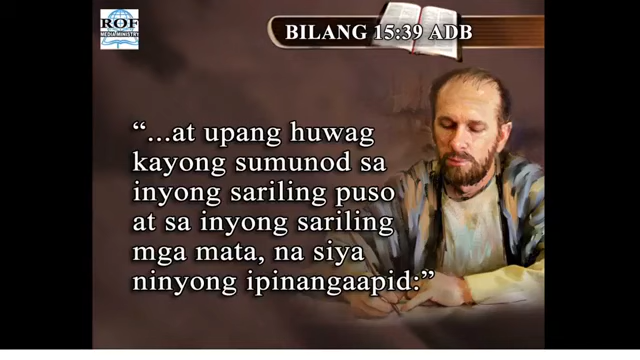 ROF
MEDIA MINISTRY
BILANG 15:39 ADB
“...at upang huwag
kayong sumunod sa
inyong sariling puso
at sa inyong sariling
mga mata, na siya
ninyong ipinangaapid:”